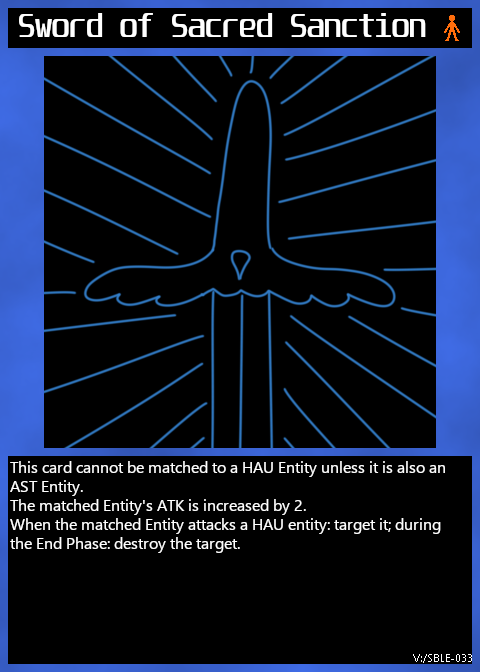 Sword of Sacred Sanction
This card cannot be matched to a HAU Entity unless it is also an
AST Entity.
The matched Entity's ATK is increased by 2.
When the matched Entity attacks a HAU entity: target it; during
the End Phase: destroy the target.
V:/SBLE-033